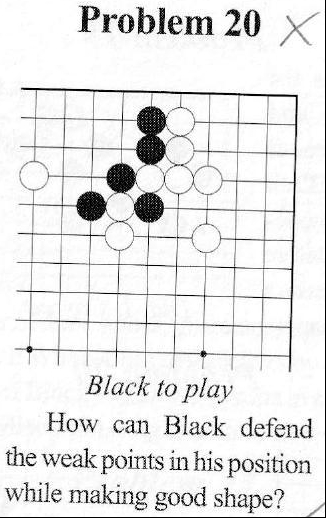 Problem 20
Black to play
How can Black defend
the weak points in his position
while making good shape?